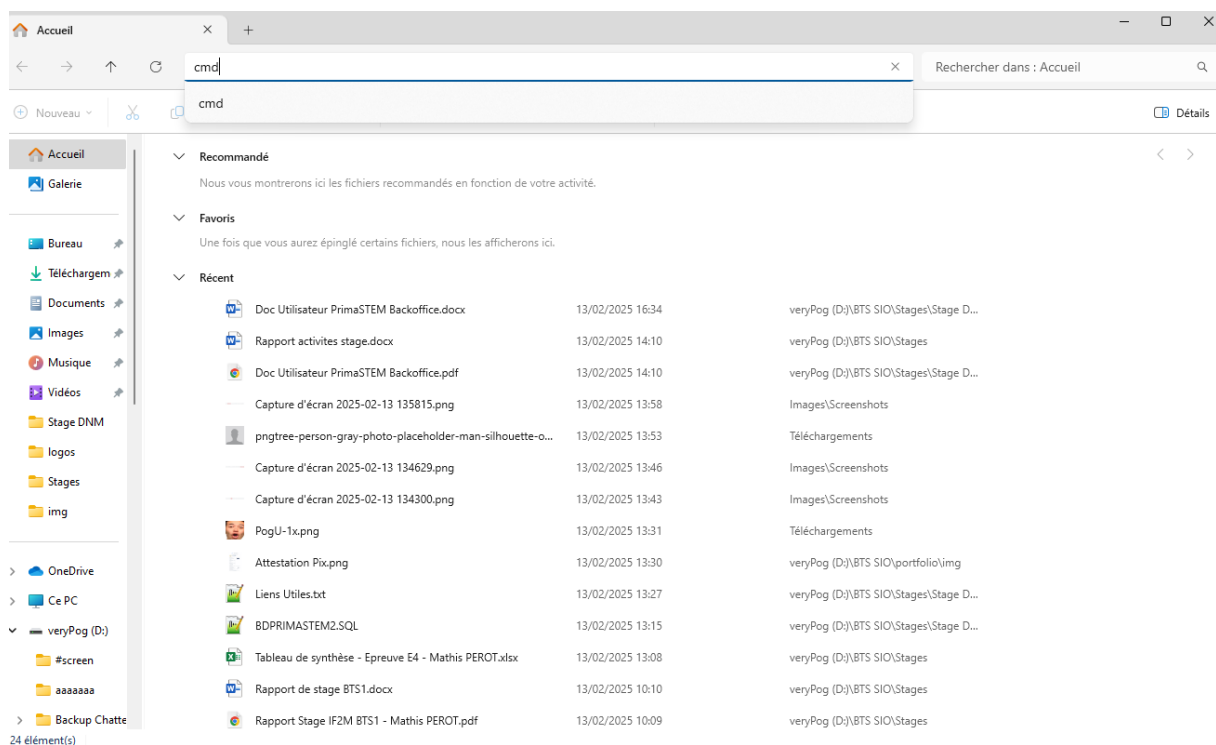 Accueil
cmd
Rechercher dans : Accueil
cmd
Nouveau
Détails
Accueil
Galerie
Bureau
Téléchargem
Documents
Images
Musique
Vidéos
Stage DNM
logos
Stages
img
OneDrive
Ce PC
veryPog (D:)
#screen
aaaaaaa
Backup Chatte
24 élément(s)
Recommandé
Nous vous montrerons ici les fichiers recommandés en fonction de votre activité.
Favoris
Une fois que vous aurez épinglé certains fichiers, nous les afficherons ici.
Récent
Doc Utilisateur PrimaSTEM Backoffice.docx 13/02/2025 16:34 veryPog (D:)\BTS SIO\Stages\Stage D...
Rapport activites stage.docx 13/02/2025 14:10 veryPog (D:)\BTS SIO\Stages
Doc Utilisateur PrimaSTEM Backoffice.pdf 13/02/2025 14:10 veryPog (D:)\BTS SIO\Stages\Stage D...
Capture d'écran 2025-02-13 135815.png 13/02/2025 13:58 Images\Screenshots
pngtree-person-gray-photo-placeholder-man-silhouette-o... 13/02/2025 13:53 Téléchargements
Capture d'écran 2025-02-13 134629.png 13/02/2025 13:46 Images\Screenshots
Capture d'écran 2025-02-13 134300.png 13/02/2025 13:43 Images\Screenshots
PogU-1x.png 13/02/2025 13:31 Téléchargements
Attestation Pix.png 13/02/2025 13:30 veryPog (D:)\BTS SIO\portfolio\img
Liens Utiles.txt 13/02/2025 13:27 veryPog (D:)\BTS SIO\Stages\Stage D...
BDPRIMASTEM2.SQL 13/02/2025 13:15 veryPog (D:)\BTS SIO\Stages\Stage D...
Tableau de synthèse - Epreuve E4 - Mathis PEROT.xlsx 13/02/2025 13:08 veryPog (D:)\BTS SIO\Stages
Rapport de stage BTS1.docx 13/02/2025 10:10 veryPog (D:)\BTS SIO\Stages
Rapport Stage IF2M BTS1 - Mathis PEROT.pdf 13/02/2025 10:09 veryPog (D:)\BTS SIO\Stages